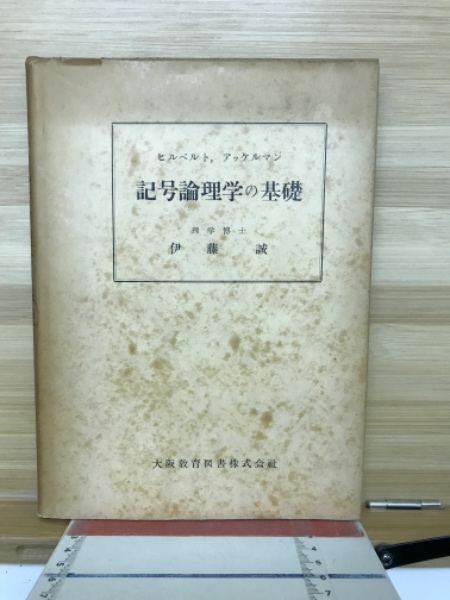 ヒルベルト, アッケルマン
記号論理学の基礎
理学博士
伊藤 誠
大阪教育図書株式会社